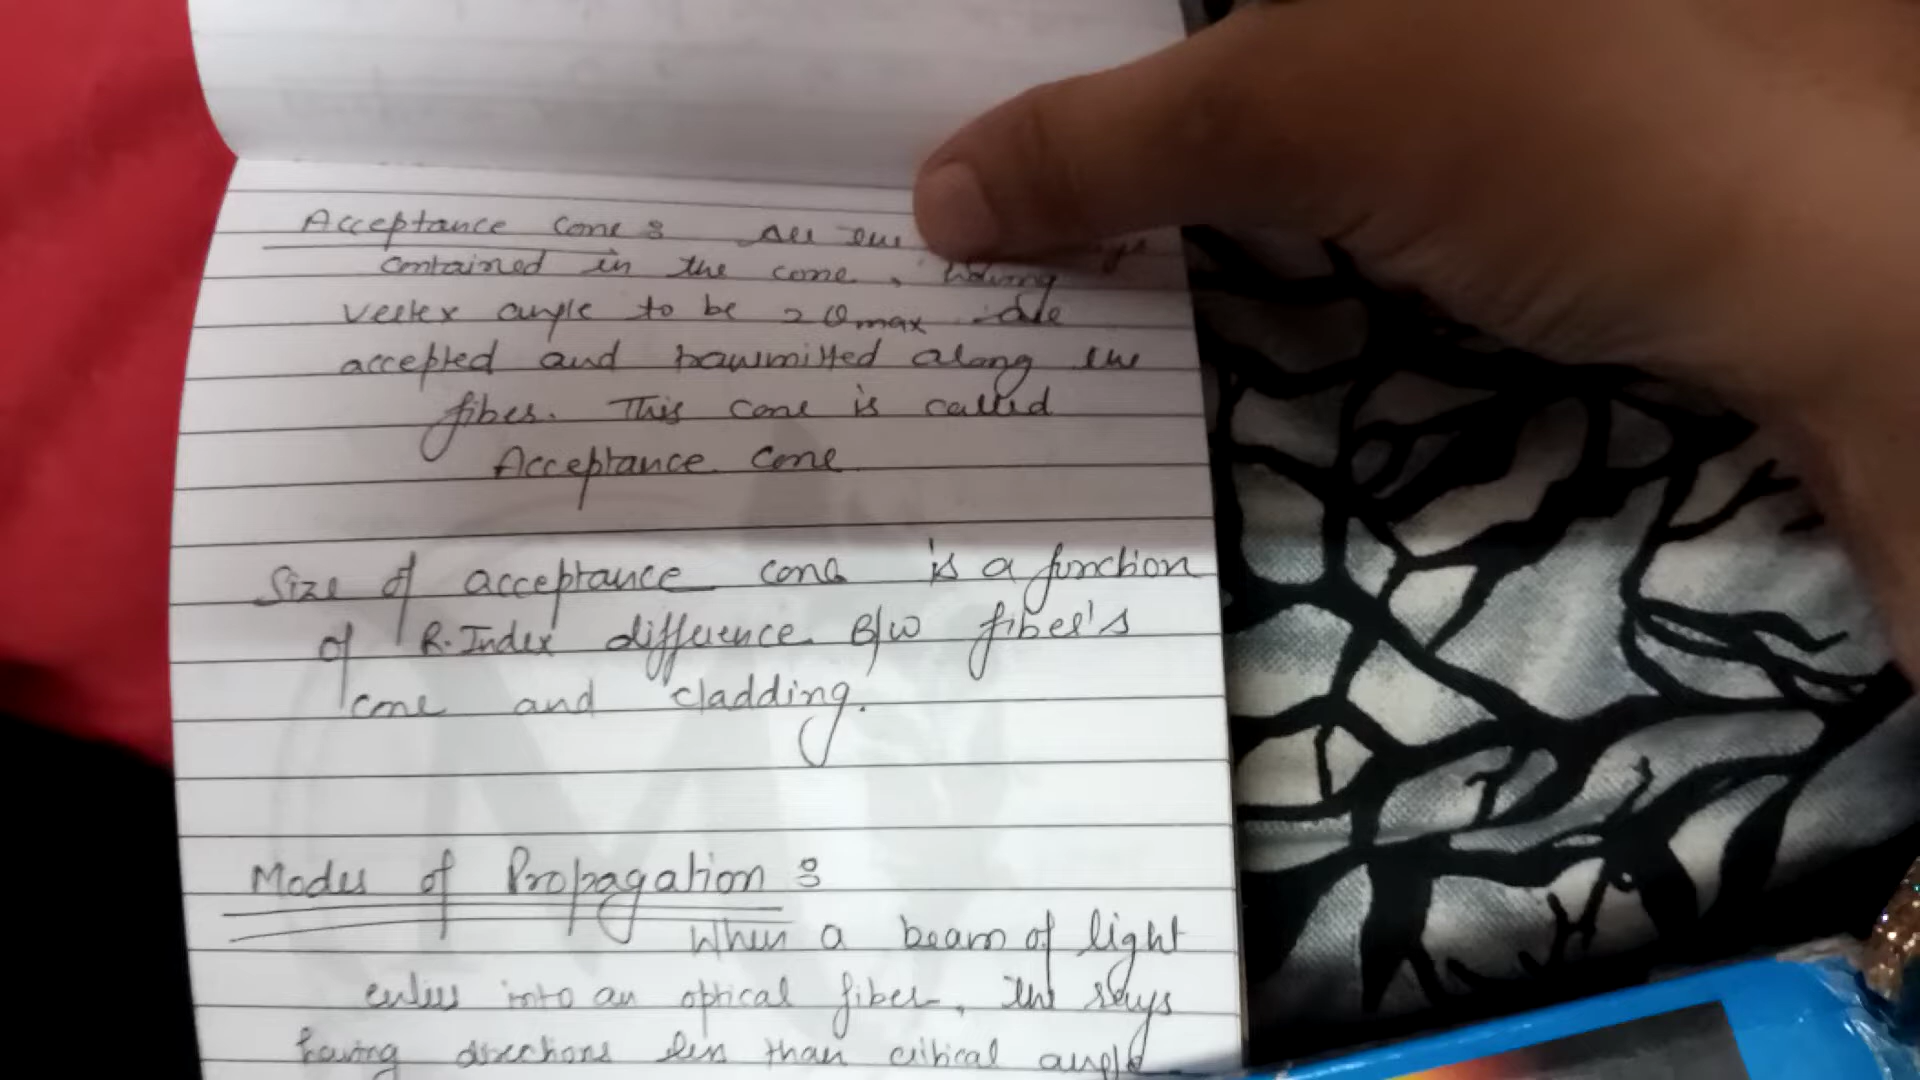 Acceptance Cone : All the
contained in the cone, having
vertex angle to be 2θmax are
accepted and transmitted along the
fiber. This cone is called
Acceptance Cone
Size of acceptance cone is a function
of R.Index difference B/w fiber's
core and cladding.
Modes of Propagation :
When a beam of light
enters into an optical fiber, the rays
having directions less than critical angle